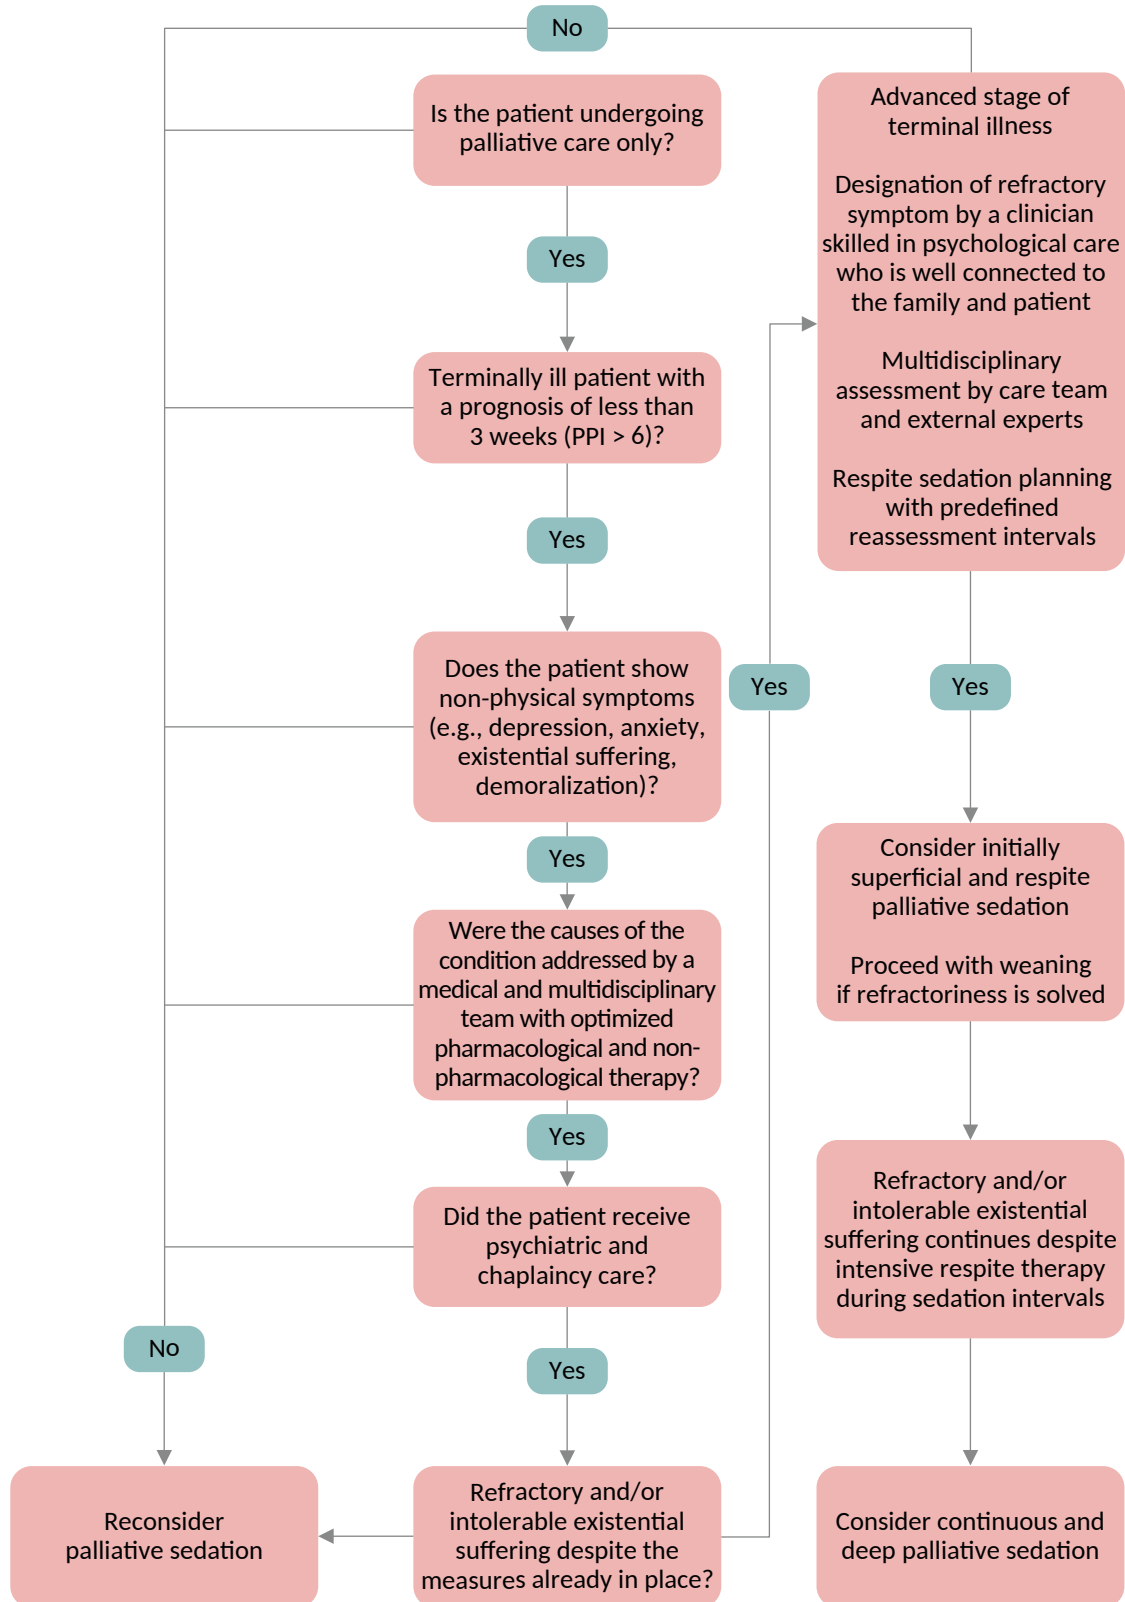 No
Is the patient undergoing
palliative care only?
Yes
Terminally ill patient with
a prognosis of less than
3 weeks (PPI > 6)?
Yes
Does the patient show
non-physical symptoms
(e.g., depression, anxiety,
existential suffering,
demoralization)?
Yes
Were the causes of the
condition addressed by a
medical and multidisciplinary
team with optimized
pharmacological and non-
pharmacological therapy?
Yes
Did the patient receive
psychiatric and
chaplaincy care?
No
Yes
Reconsider
palliative sedation
Refractory and/or
intolerable existential
suffering despite the
measures already in place?
Yes
Advanced stage of
terminal illness
Designation of refractory
symptom by a clinician
skilled in psychological care
who is well connected to
the family and patient
Multidisciplinary
assessment by care team
and external experts
Respite sedation planning
with predefined
reassessment intervals
Yes
Consider initially
superficial and respite
palliative sedation
Proceed with weaning
if refractoriness is solved
Refractory and/or
intolerable existential
suffering continues despite
intensive respite therapy
during sedation intervals
Consider continuous and
deep palliative sedation